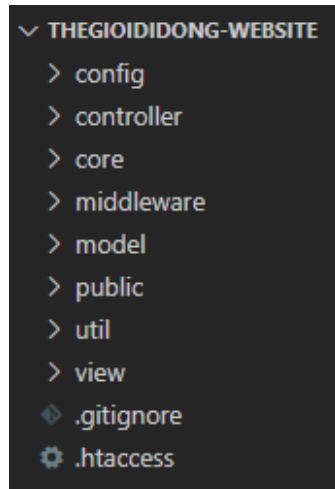 THEGIOIDIDONG-WEBSITE
config
controller
core
middleware
model
public
util
view
.gitignore
.htaccess